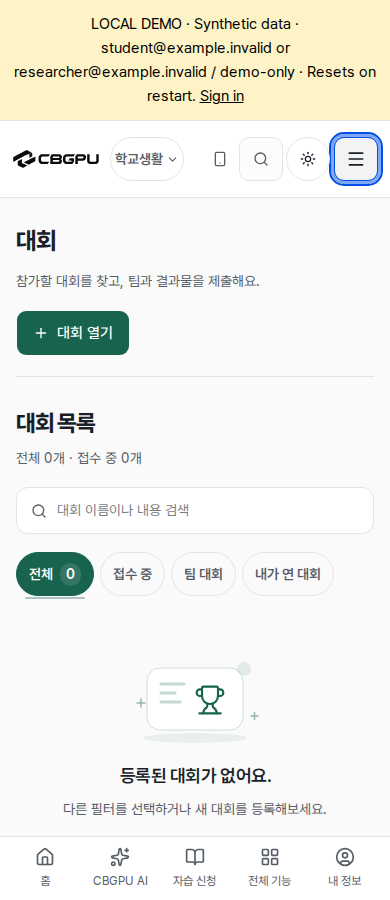 LOCAL DEMO · Synthetic data ·
student@example.invalid or
researcher@example.invalid / demo-only · Resets on
restart. Sign in
CBGPU
학교생활
대회
참가할 대회를 찾고, 팀과 결과물을 제출해요.
대회 열기
대회 목록
전체 0개 · 접수 중 0개
대회 이름이나 내용 검색
전체 0 접수 중 팀 대회 내가 연 대회
등록된 대회가 없어요.
다른 필터를 선택하거나 새 대회를 등록해보세요.
홈 CBGPU AI 자습 신청 전체 기능 내 정보